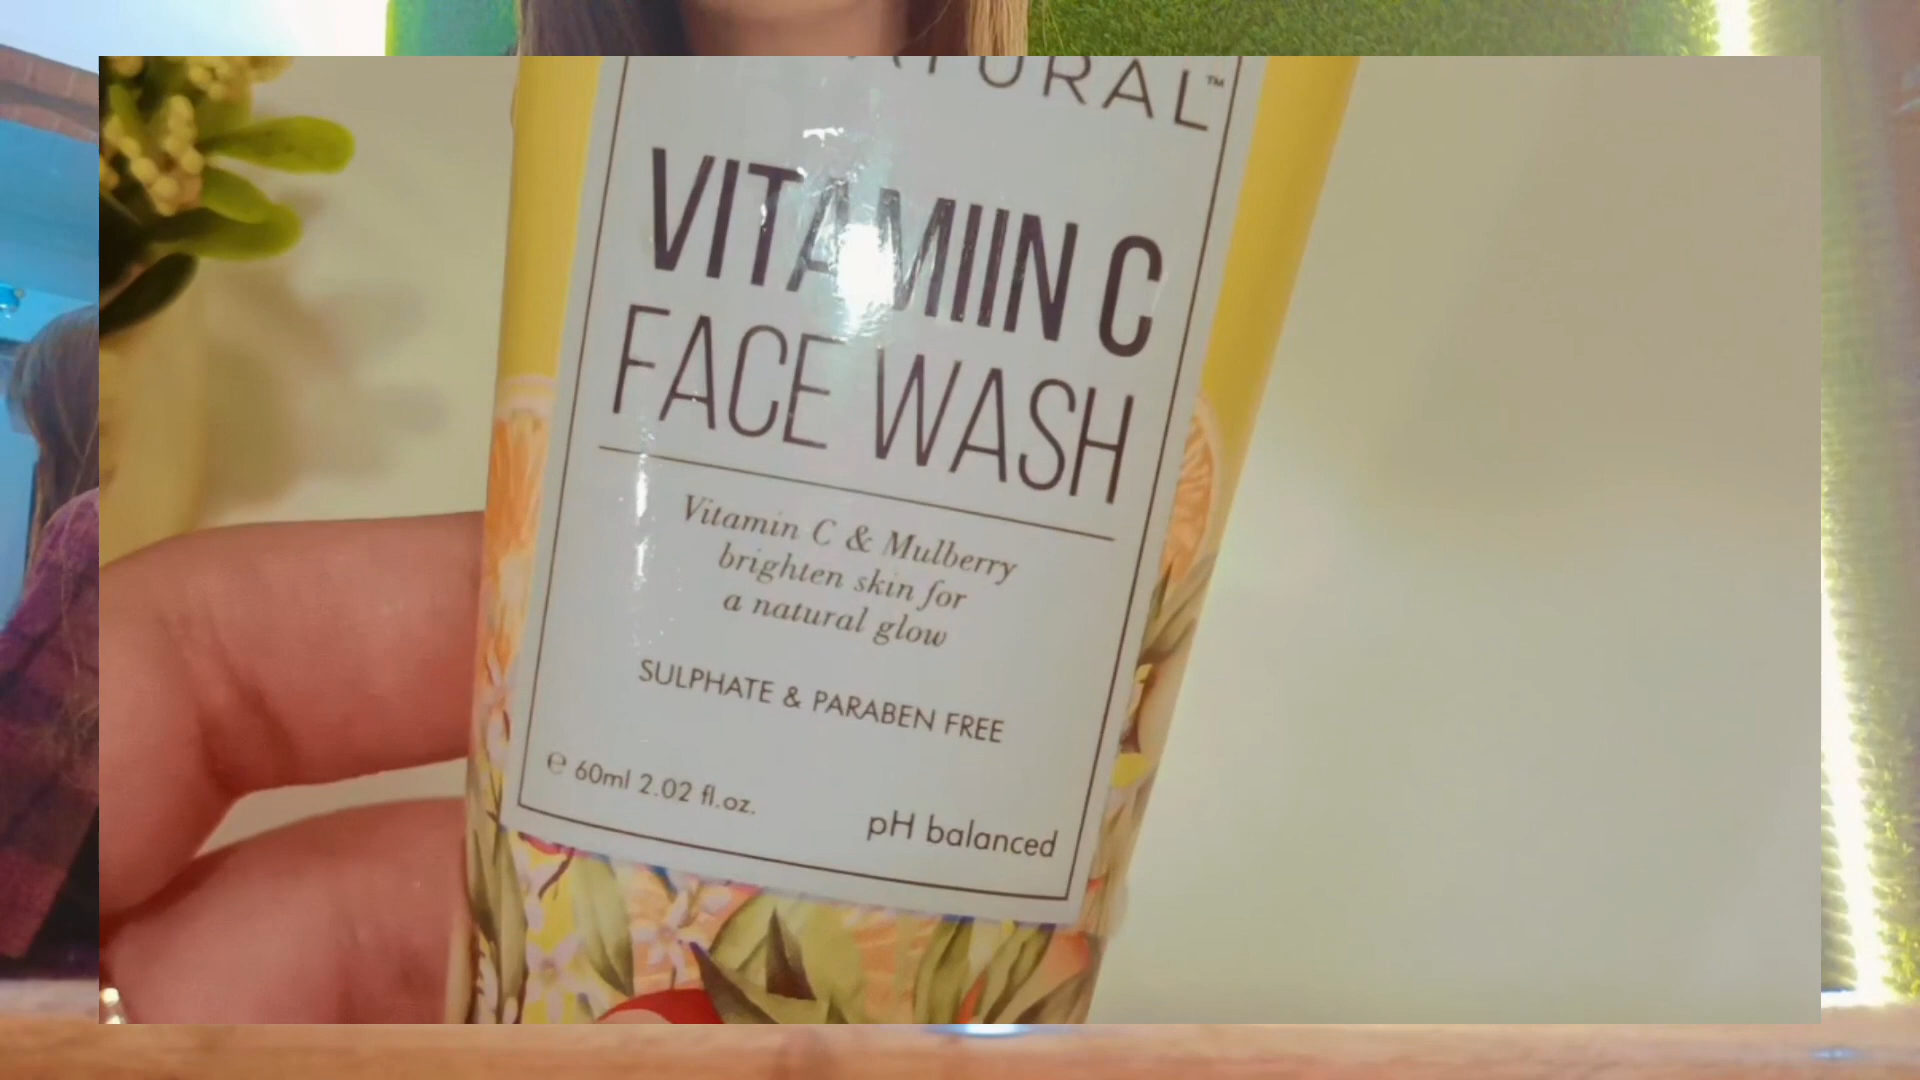 VITAMIIN C
FACE WASH
Vitamin C & Mulberry
brighten skin for
a natural glow
SULPHATE & PARABEN FREE
℮ 60ml 2.02 fl.oz.
pH balanced